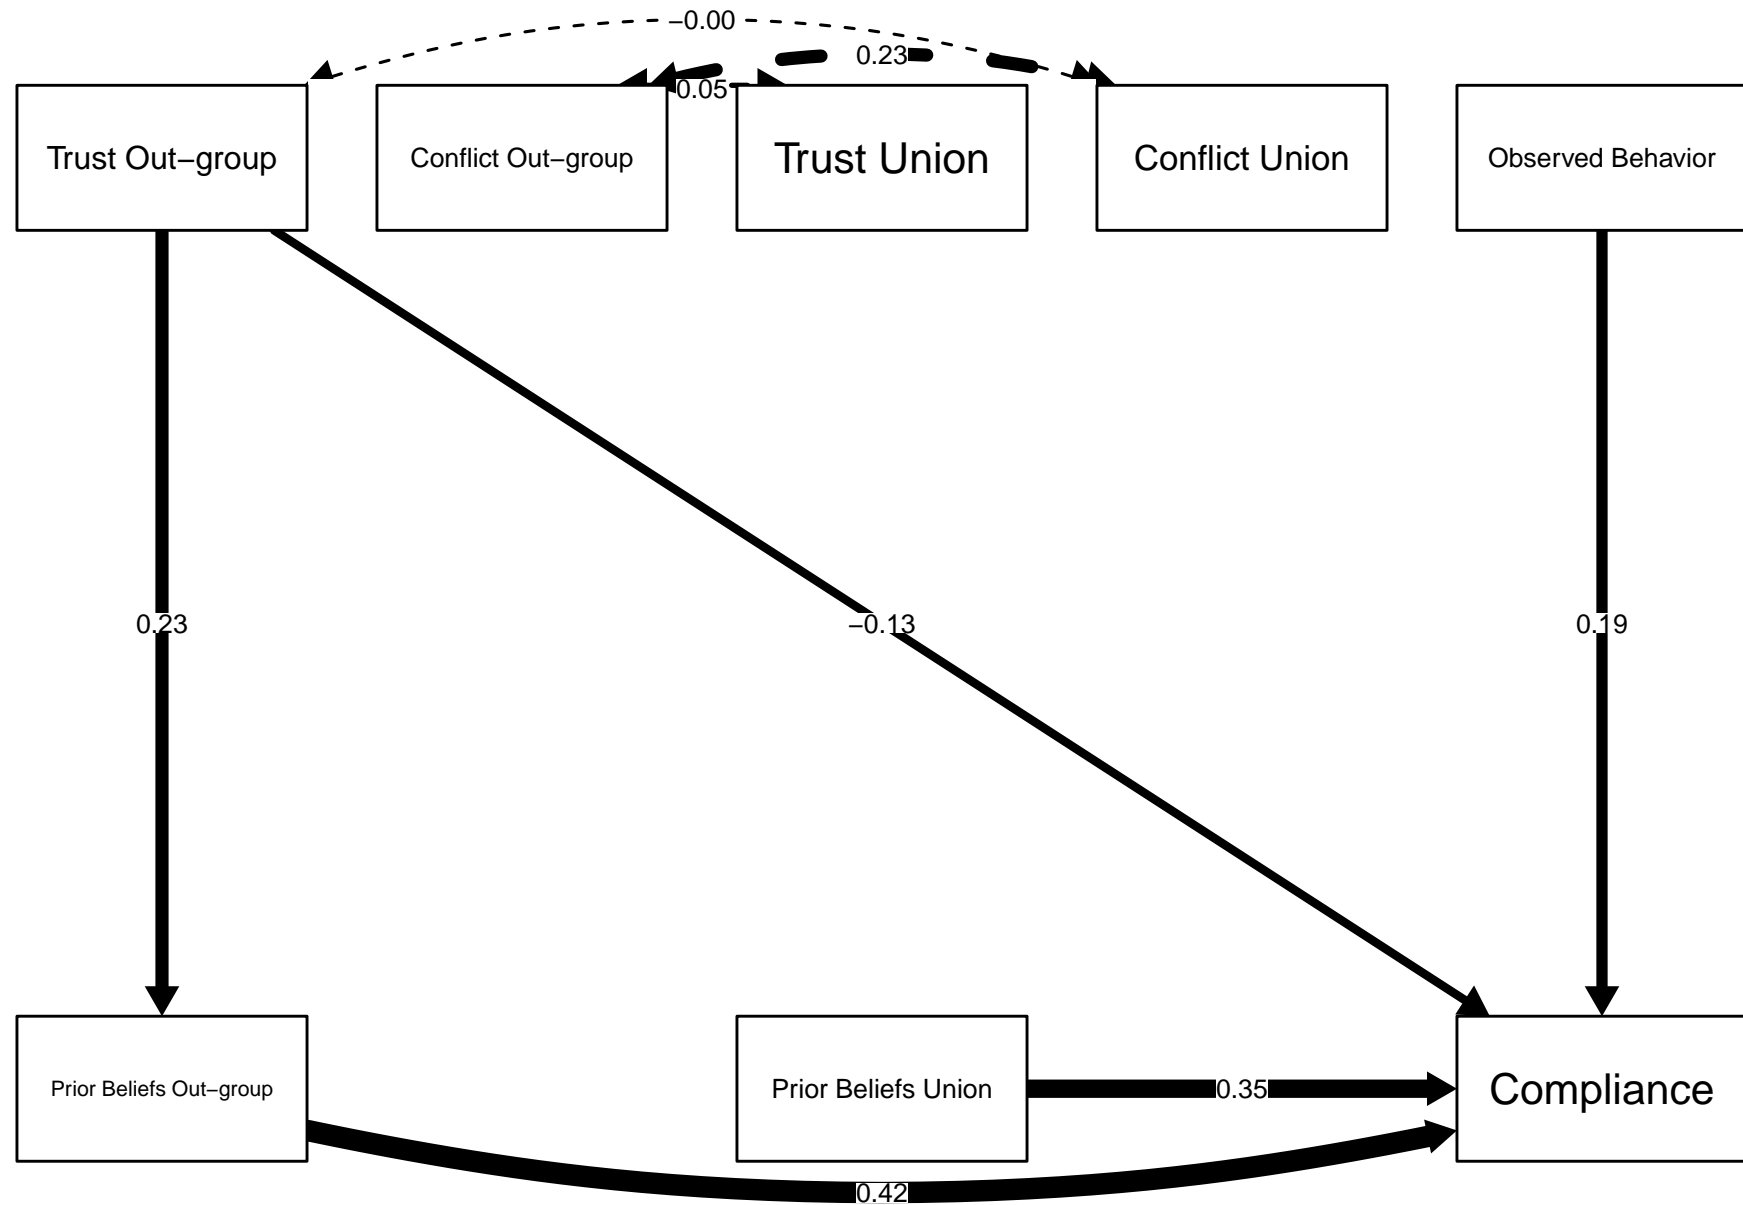 −0.00
0.23
0.05
Trust Out−group
Conflict Out−group
Trust Union
Conflict Union
Observed Behavior
0.23
−0.13
0.19
Prior Beliefs Out−group
Prior Beliefs Union
0.35
Compliance
0.42